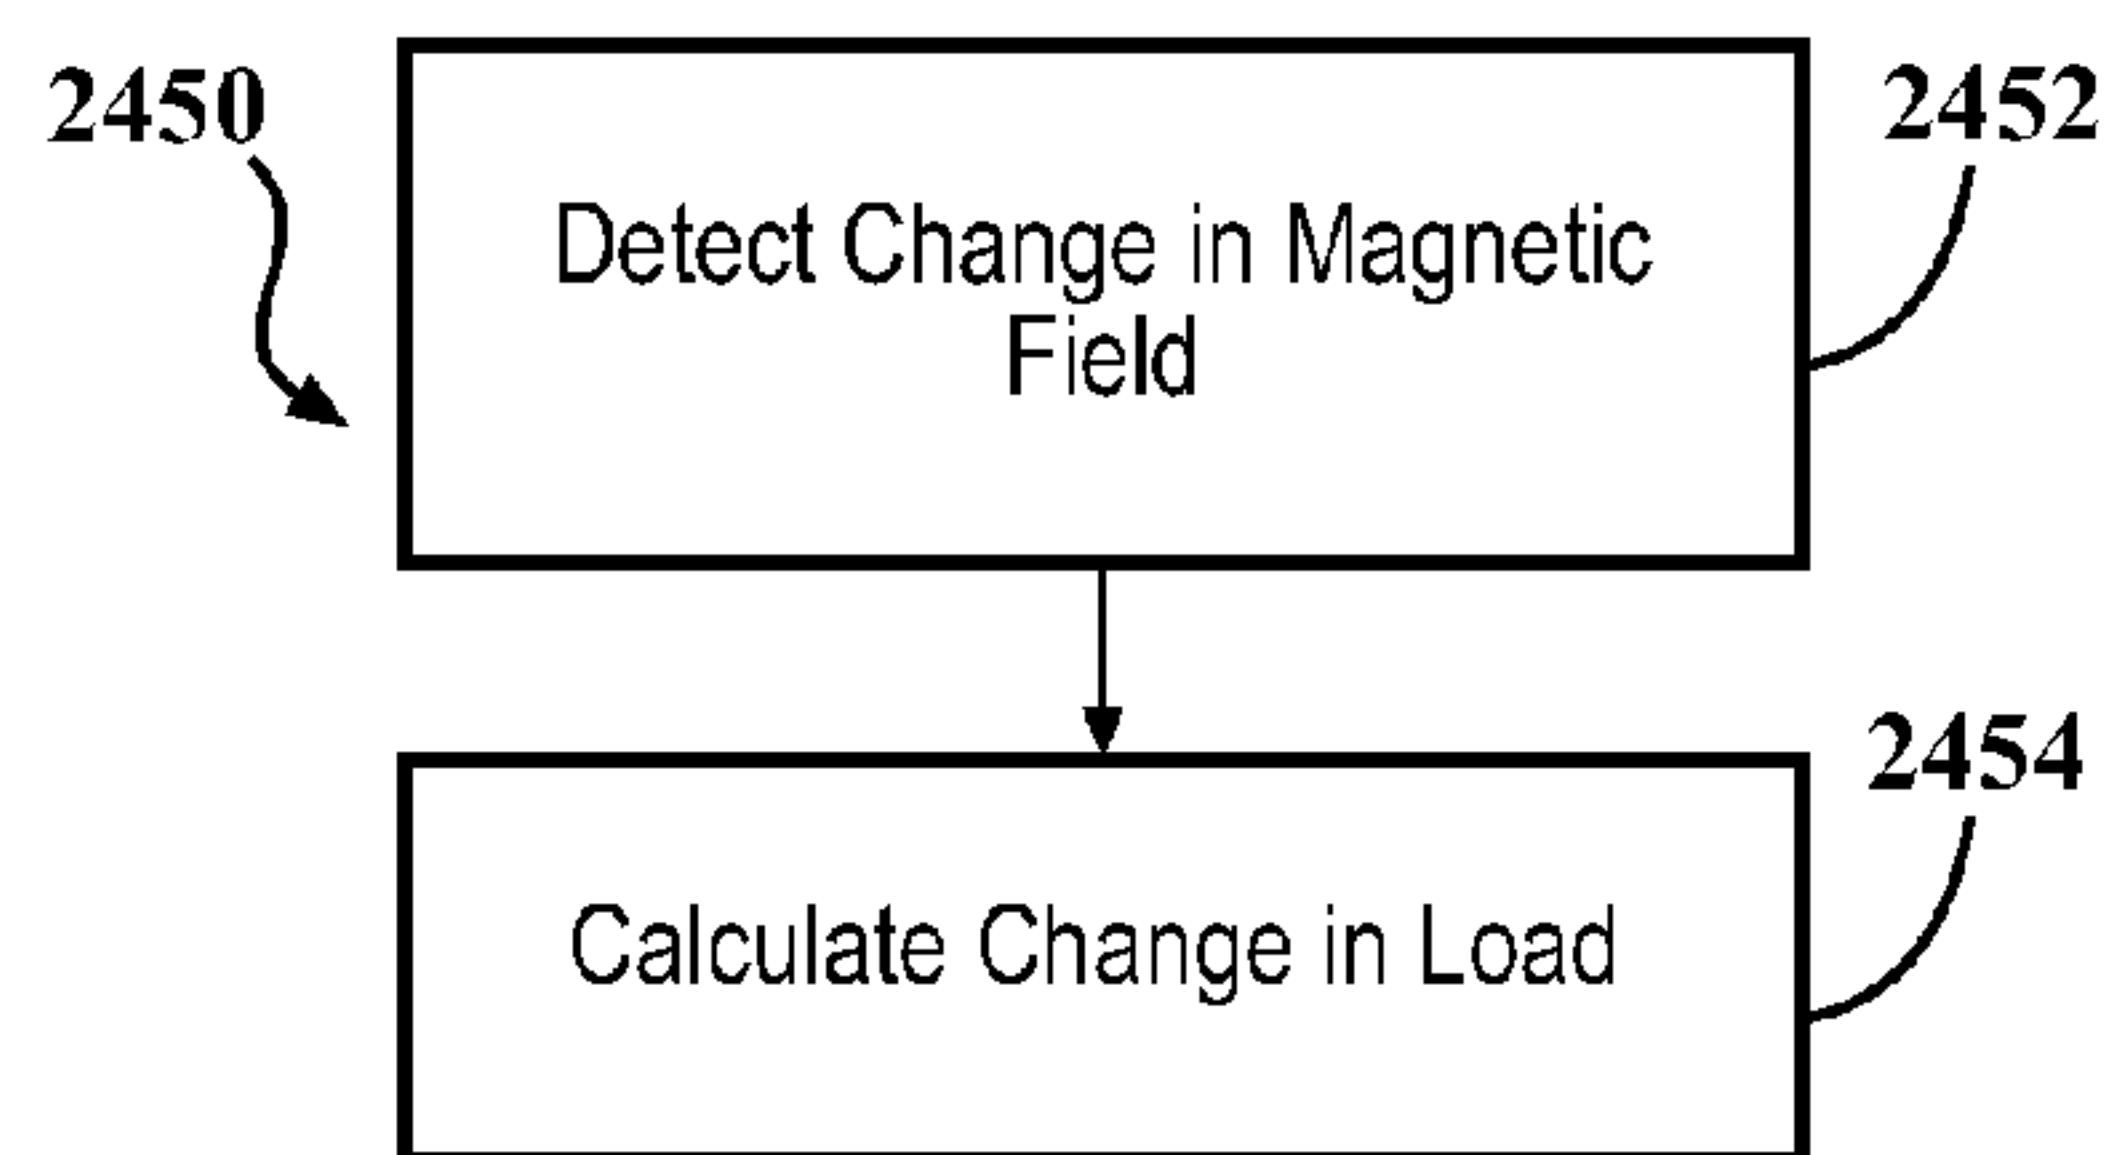 2450
2452
Detect Change in Magnetic
Field
2454
Calculate Change in Load